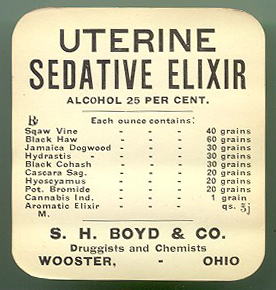 UTERINE
SEDATIVE ELIXIR
ALCOHOL 25 PER CENT.
℞ Each ounce contains:
Squaw Vine - - - 40 grains
Black Haw - - - 60 grains
Jamaica Dogwood - - - 30 grains
Hydrastis - - - - 30 grains
Black Cohash - - - 30 grains
Cascara Sag. - - - 20 grains
Hyoscyamus - - - 20 grains
Pot. Bromide - - - 20 grains
Cannabis Ind. - - - 1 grain
Aromatic Elixir - - - qs. ℥j
M.
S. H. BOYD & CO.
Druggists and Chemists
WOOSTER, - OHIO